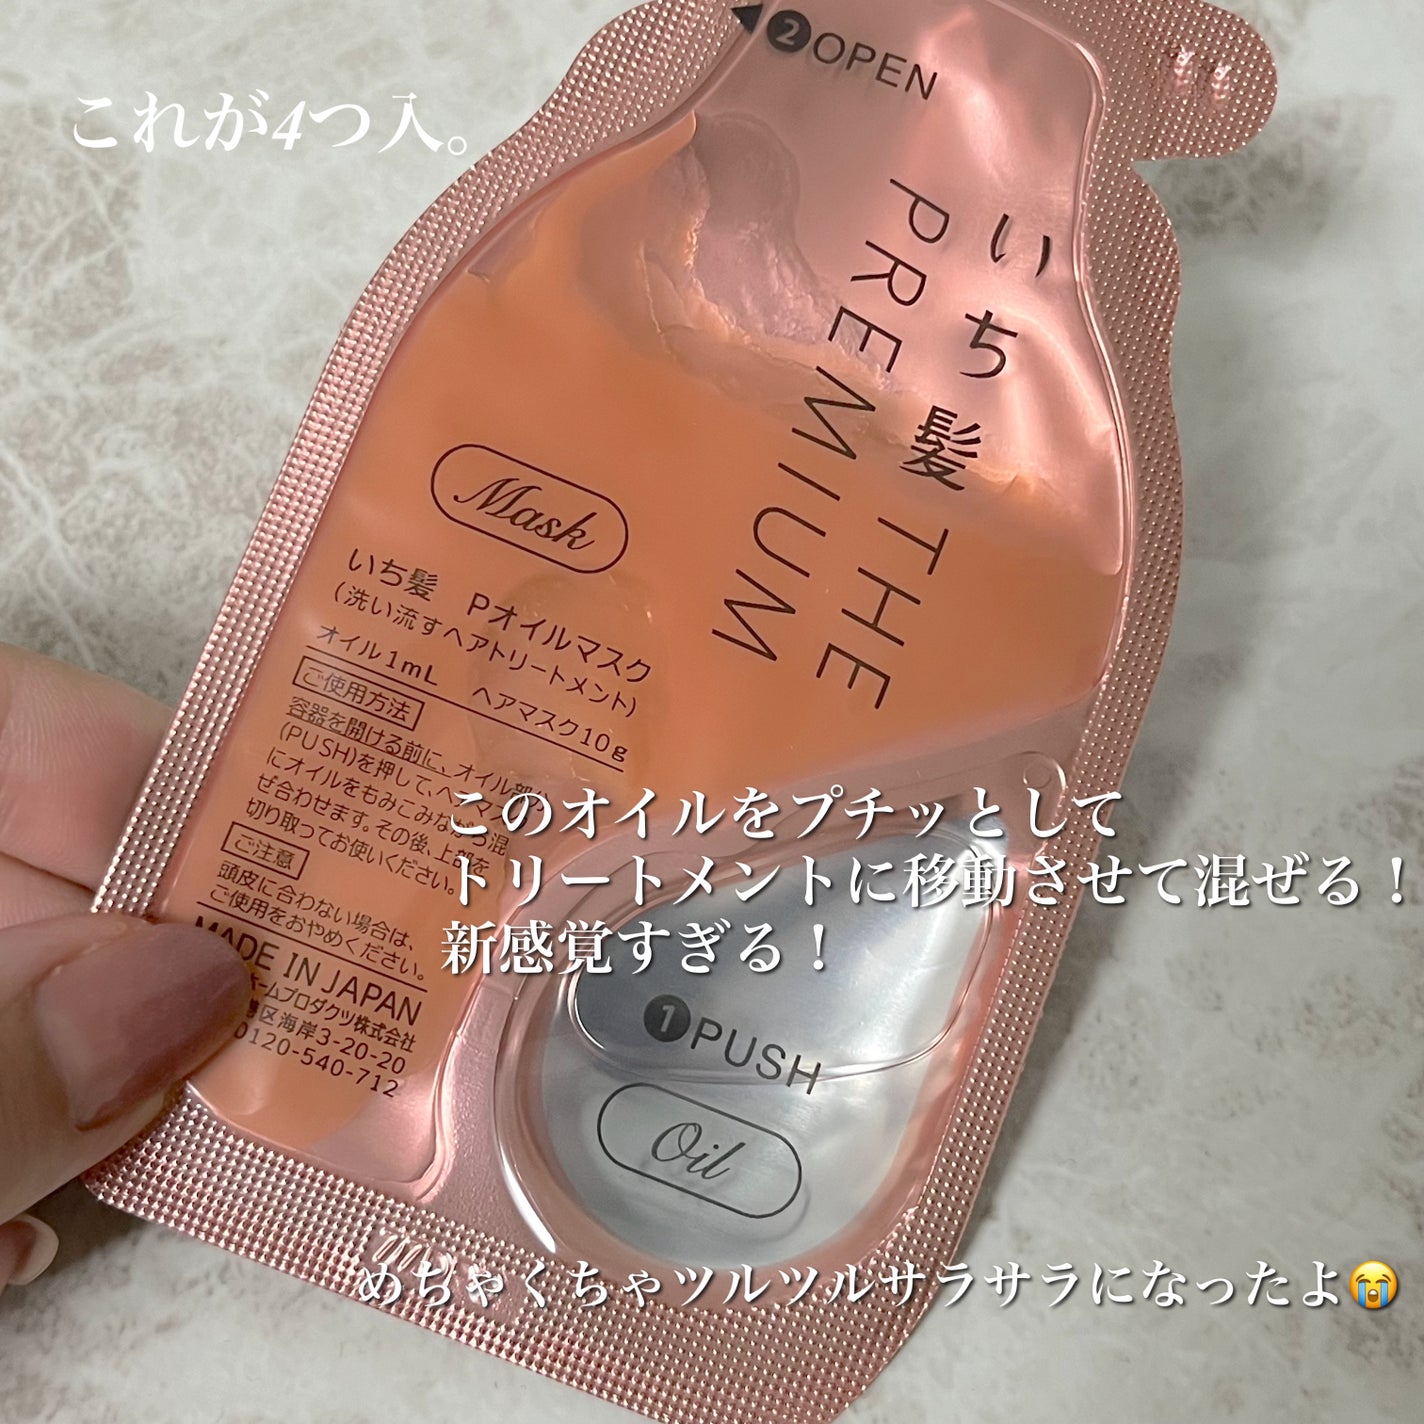 これが4つ入。
❷OPEN
いち髪 THE
PREMIUM
Mask
いち髪 Pオイルマスク
(洗い流すヘアトリートメント)
オイル1mL ヘアマスク10g
ご使用方法
容器を開ける前に、オイル部分
(PUSH)を押して、ヘアマス
にオイルをもみこみながら混
ぜ合わせます。その後、上部を
切り取ってお使いください。
ご注意
頭皮に合わない場合は、
ご使用をおやめください。
MADE IN JAPAN
ームプロダクツ株式会社
区海岸3-20-20
0120-540-712
このオイルをプチッとして
トリートメントに移動させて混ぜる！
新感覚すぎる！
❶PUSH
Oil
めちゃくちゃツルツルサラサラになったよ😭